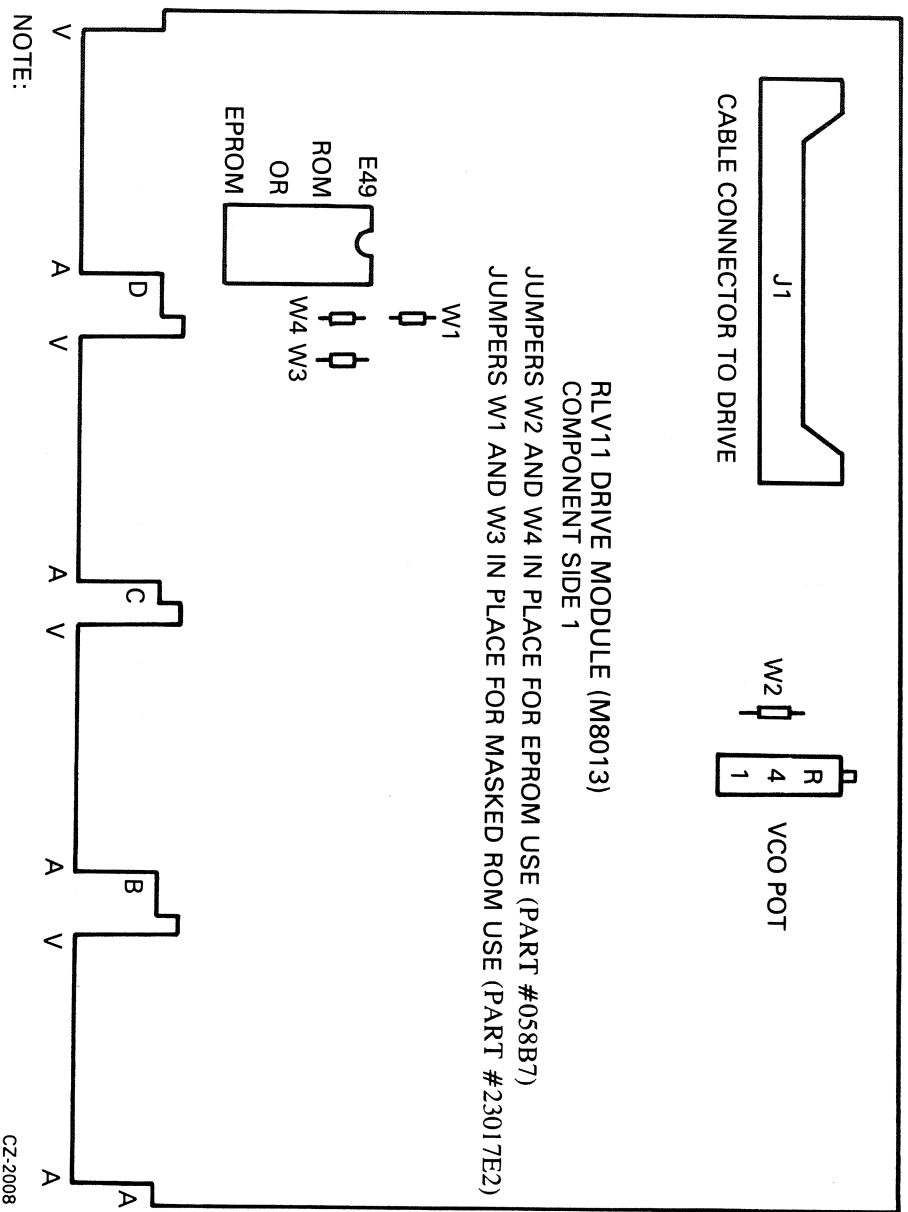 J1
CABLE CONNECTOR TO DRIVE
W2
R
4
1
VCO POT
RLV11 DRIVE MODULE (M8013)
COMPONENT SIDE 1
JUMPERS W2 AND W4 IN PLACE FOR EPROM USE (PART #058B7)
JUMPERS W1 AND W3 IN PLACE FOR MASKED ROM USE (PART #23017E2)
E49
ROM
OR
EPROM
W1
W4 W3
D
C
B
A
V
A
V
A
V
A
V
A
NOTE:
CZ-2008